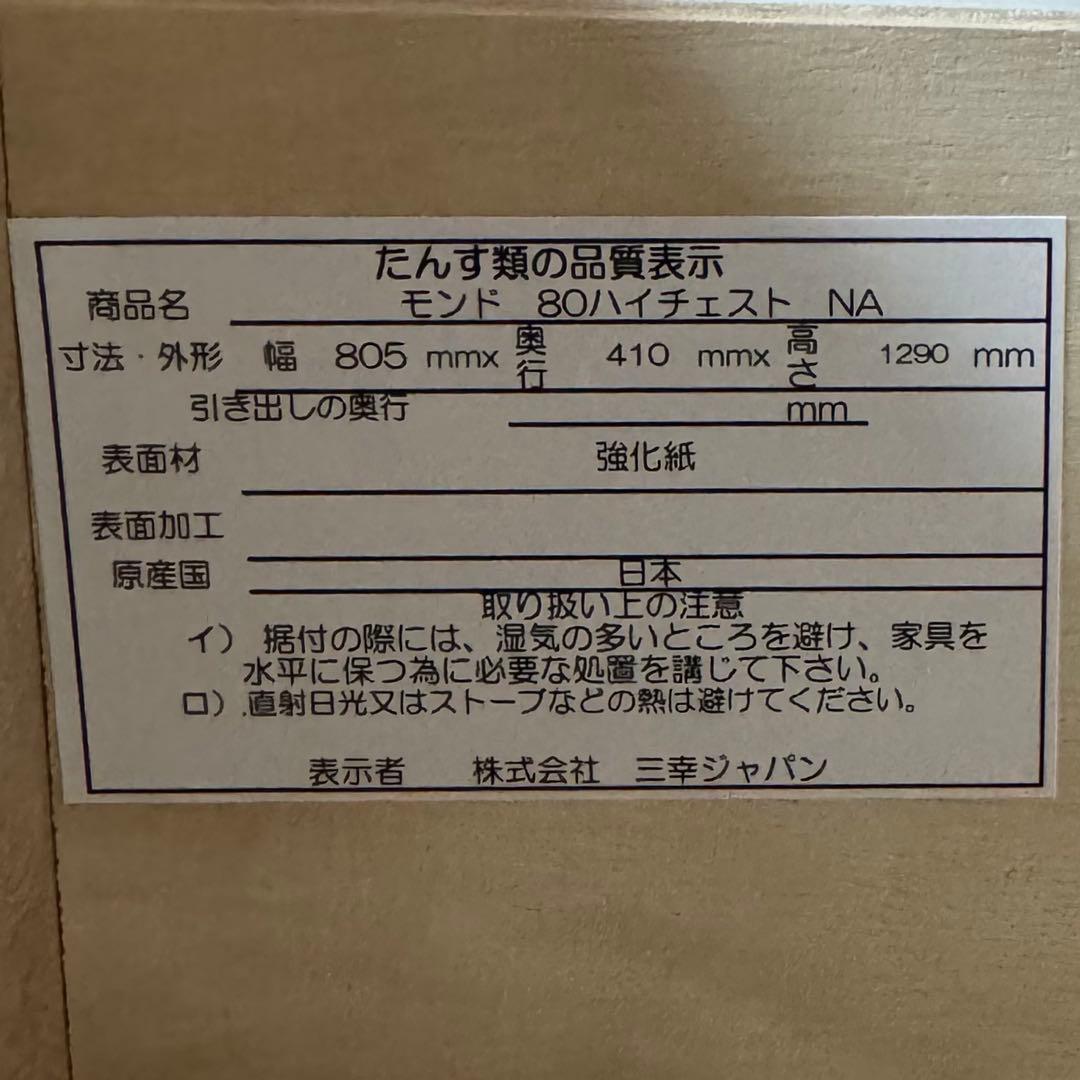 たんす類の品質表示
商品名 モンド 80ハイチェスト NA
寸法・外形 幅 805 mmx 奥行 410 mmx 高さ 1290 mm
引き出しの奥行 mm
表面材 強化紙
表面加工
原産国 日本
取り扱い上の注意
イ) 据付の際には、湿気の多いところを避け、家具を
水平に保つ為に必要な処置を講じて下さい。
ロ) .直射日光又はストーブなどの熱は避けてください。
表示者 株式会社 三幸ジャパン